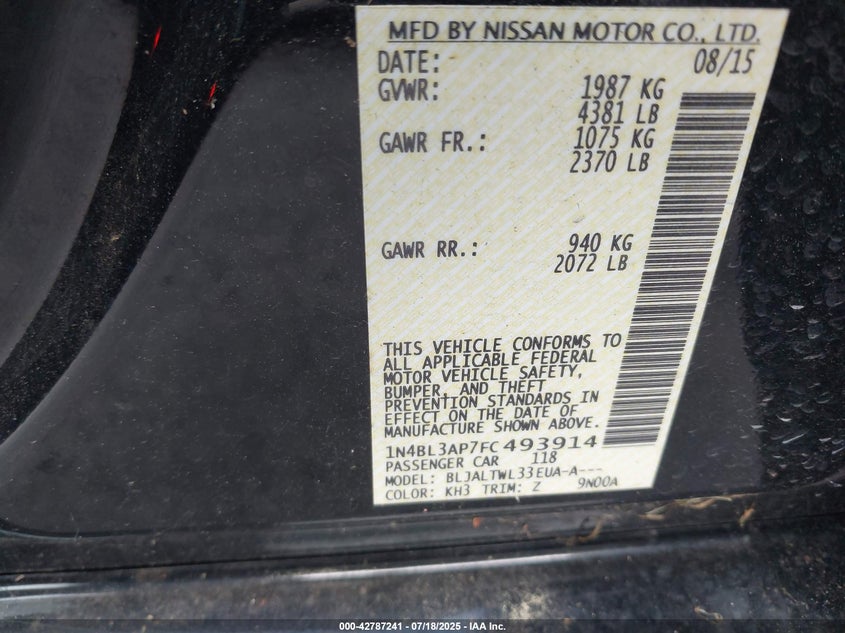 MFD BY NISSAN MOTOR CO., LTD.
DATE: 08/15
GVWR: 1987 KG
4381 LB
GAWR FR.: 1075 KG
2370 LB
GAWR RR.: 940 KG
2072 LB
THIS VEHICLE CONFORMS TO
ALL APPLICABLE FEDERAL
MOTOR VEHICLE SAFETY,
BUMPER, AND THEFT
PREVENTION STANDARDS IN
EFFECT ON THE DATE OF
MANUFACTURE SHOWN ABOVE.
1N4BL3AP7FC493914
PASSENGER CAR 118
MODEL: BLJALTWL33EUA-A---
COLOR: KH3 TRIM: Z 9N00A
000-42787241 - 07/18/2025 - IAA Inc.